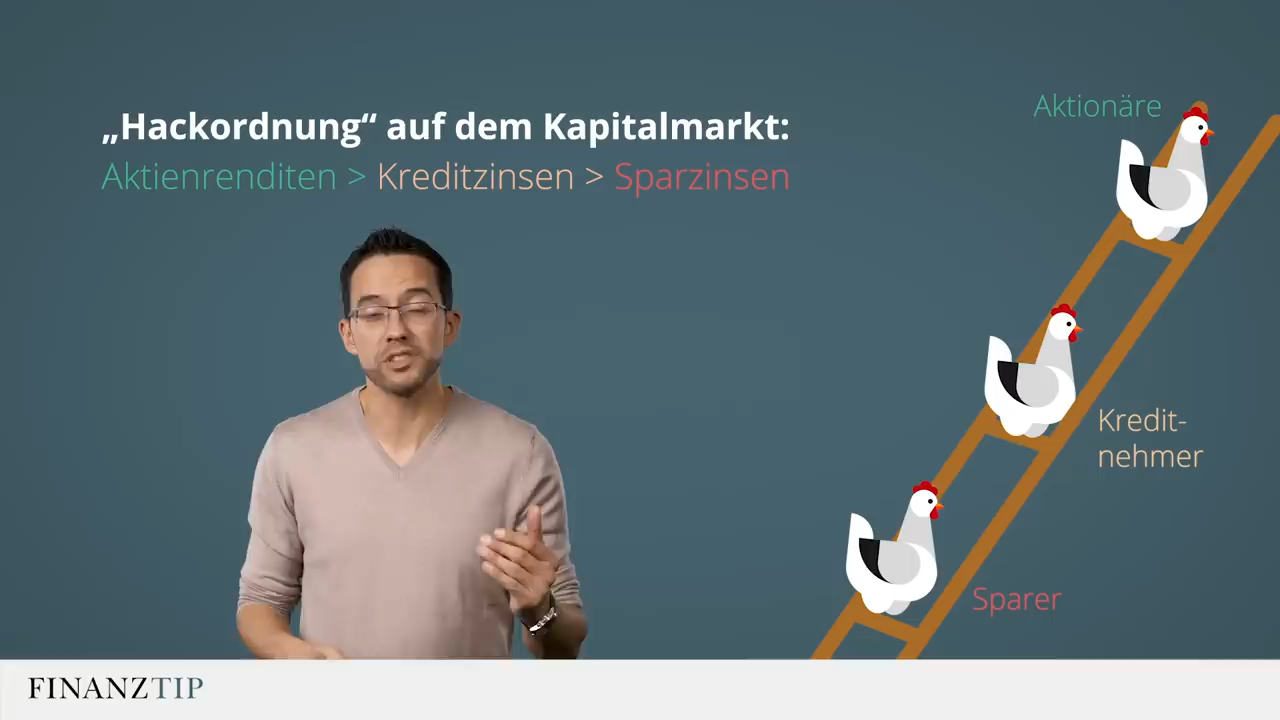 „Hackordnung“ auf dem Kapitalmarkt:
Aktienrenditen > Kreditzinsen > Sparzinsen
Aktionäre
Kredit-
nehmer
Sparer
FINANZTIP